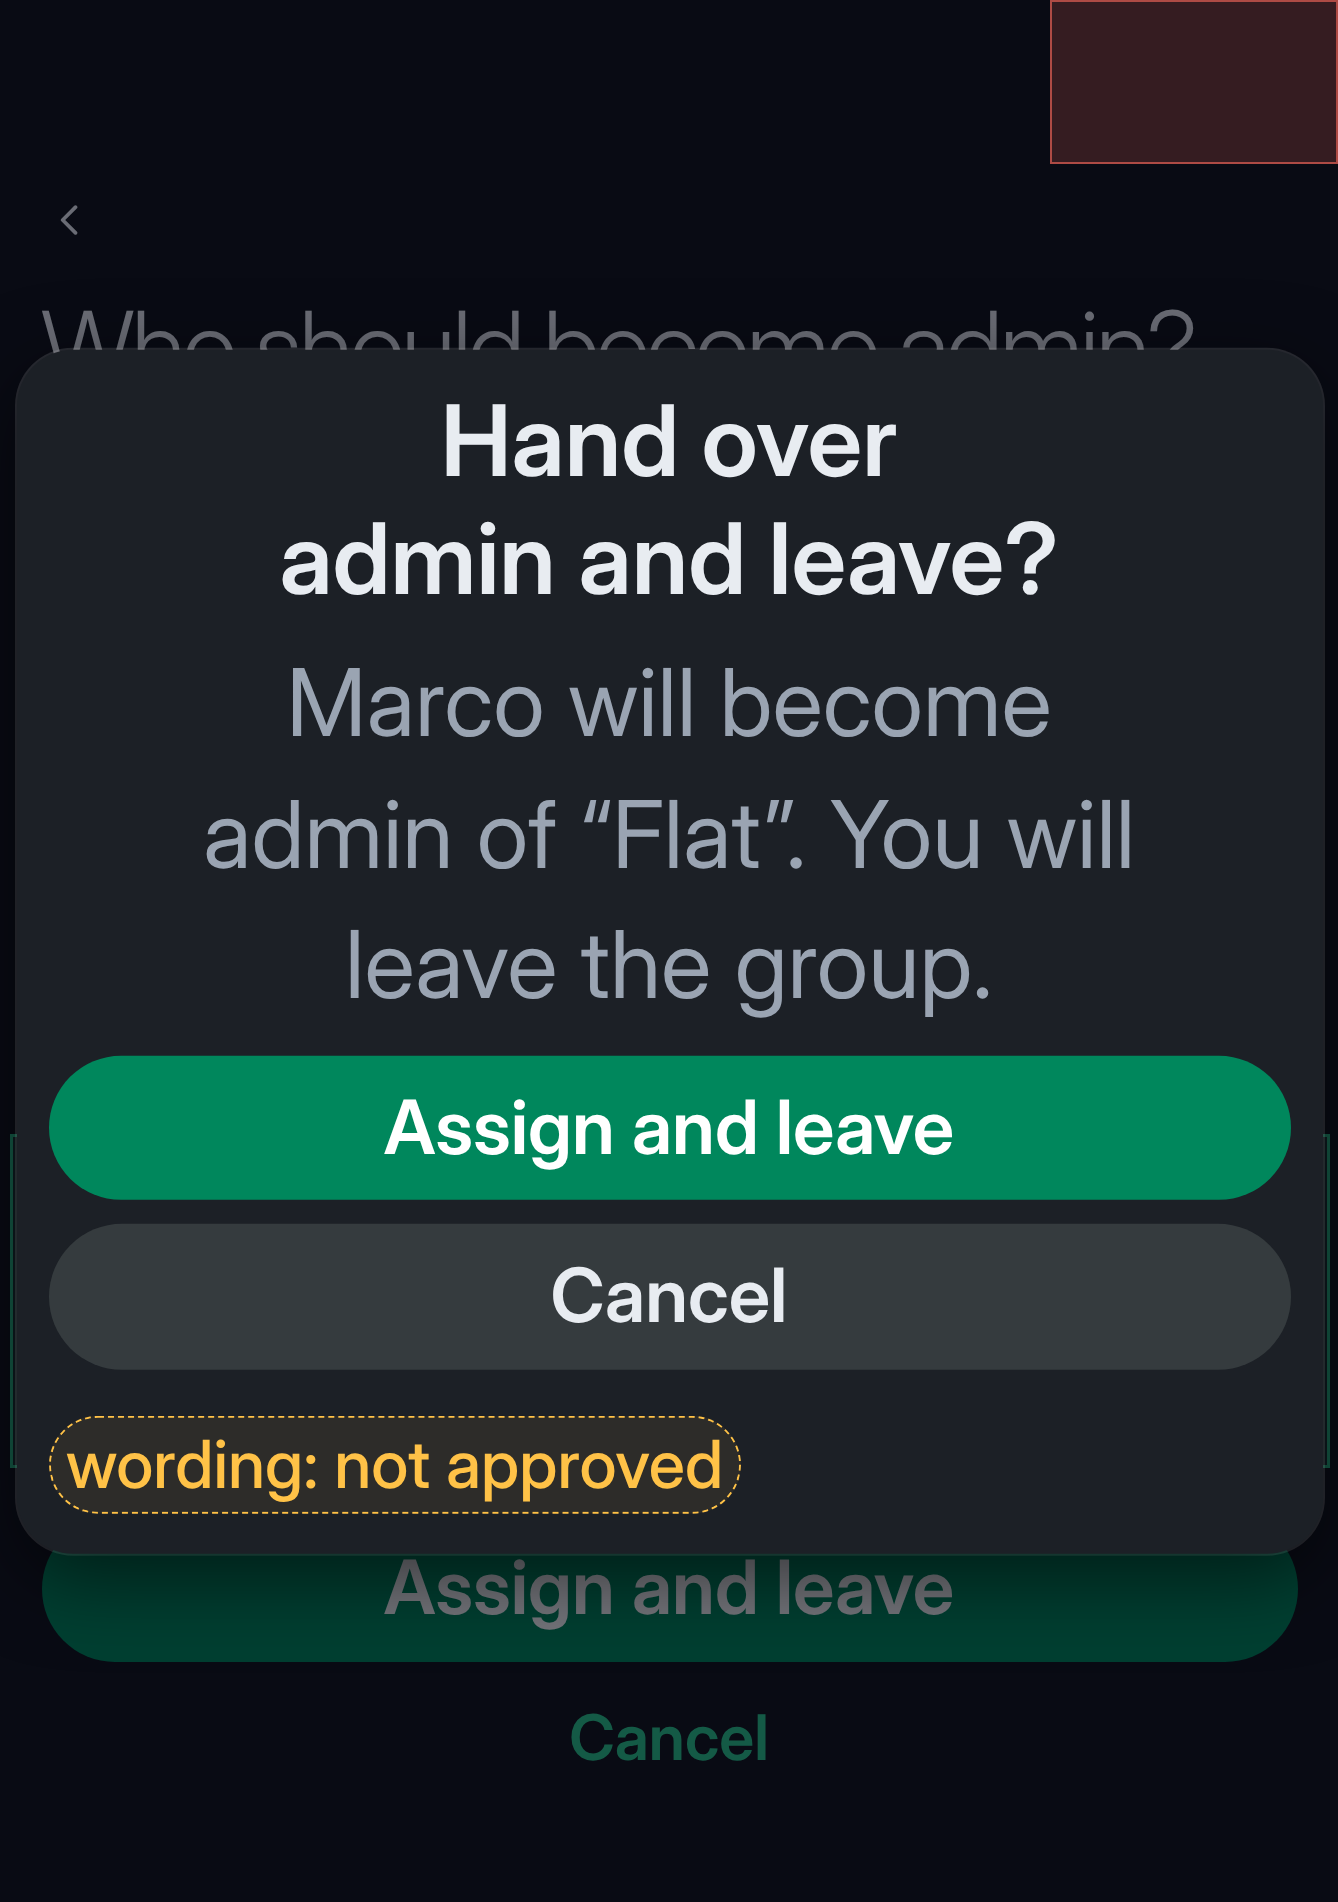 Who should become admin?
Hand over
admin and leave?
Marco will become
admin of “Flat”. You will
leave the group.
Assign and leave
Cancel
wording: not approved
Assign and leave
Cancel